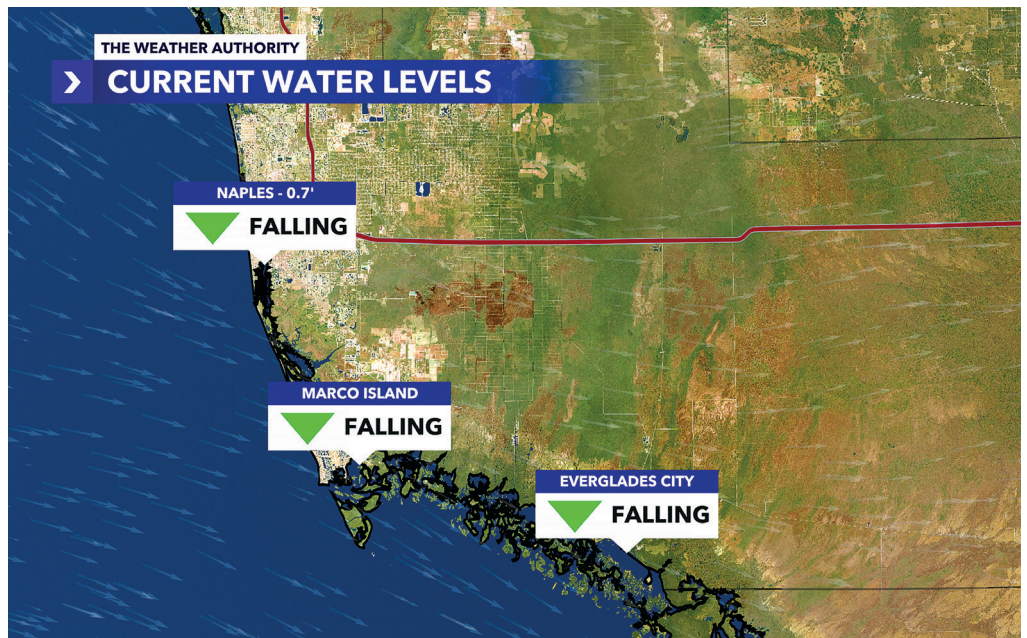 THE WEATHER AUTHORITY
CURRENT WATER LEVELS
NAPLES - 0.7'
FALLING
MARCO ISLAND
FALLING
EVERGLADES CITY
FALLING